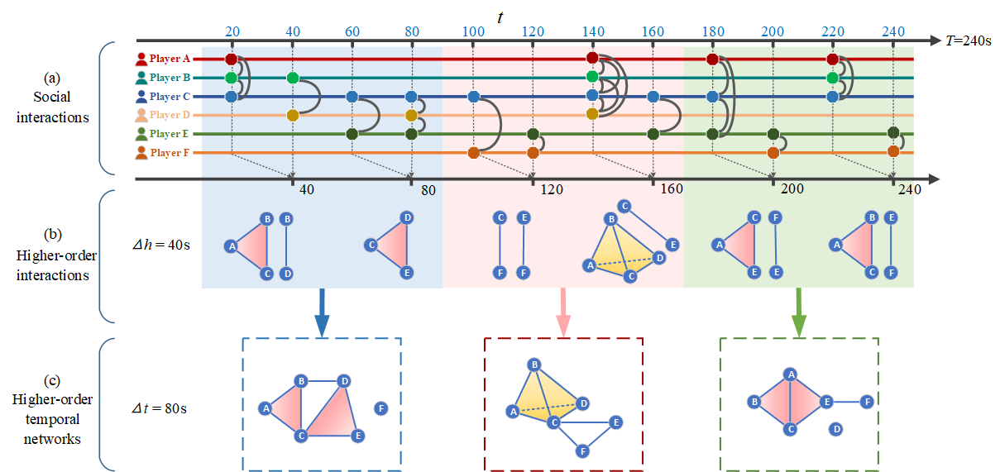 t
20 40 60 80 100 120 140 160 180 200 220 240
T=240s
(a)
Social
interactions
Player A
Player B
Player C
Player D
Player E
Player F
40 80 120 160 200 240
(b)
Higher-order
interactions
Δh = 40s
A B C B D
C D E
C F E F
C B A D C E
A C E F E
A B C E F
(c)
Higher-order
temporal
networks
Δt = 80s
A B D C E F
B A D C E F
A B E F C D